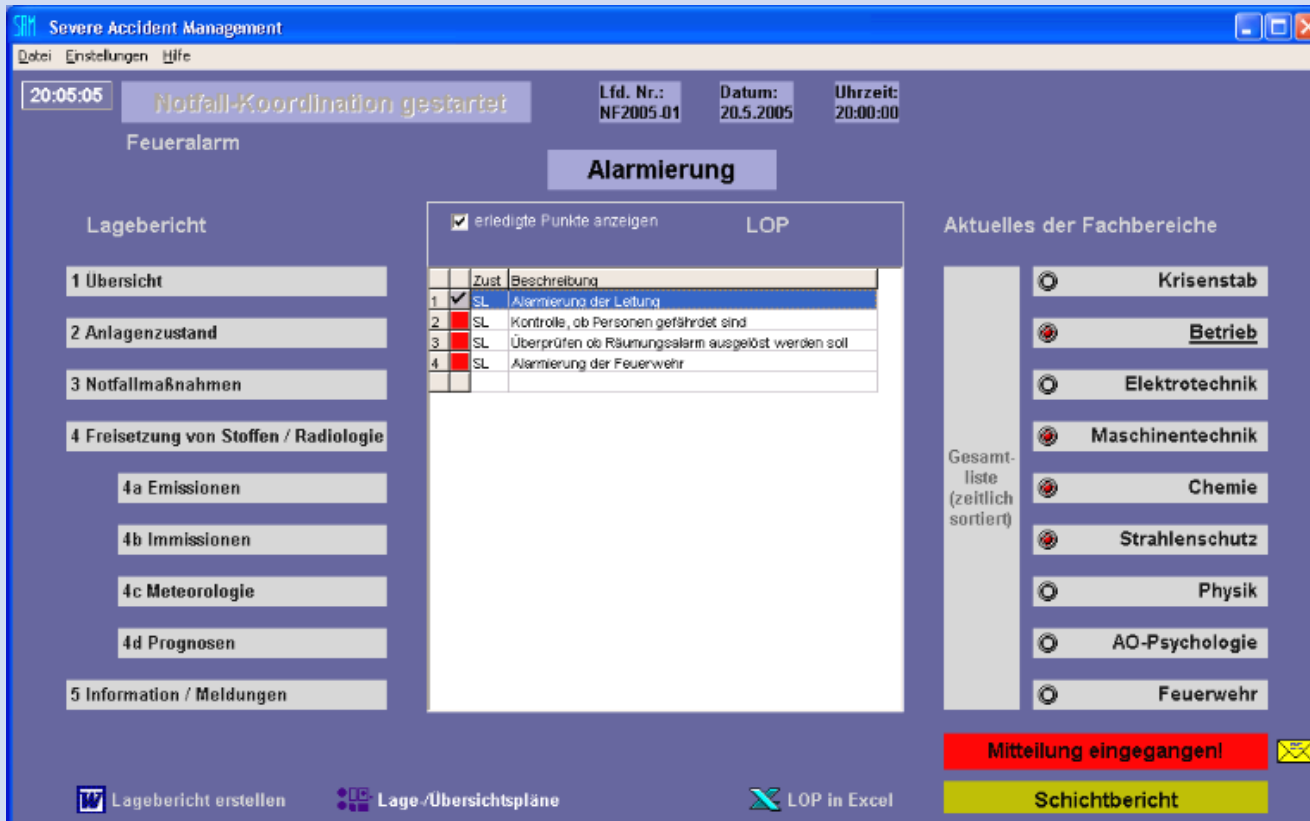 SAM Severe Accident Management
Datei Einstellungen Hilfe
20:05:05
Notfall-Koordination gestartet
Lfd. Nr.:
NF2005-01
Datum:
20.5.2005
Uhrzeit:
20:00:00
Feueralarm
Alarmierung
Lagebericht
1 Übersicht
2 Anlagenzustand
3 Notfallmaßnahmen
4 Freisetzung von Stoffen / Radiologie
4a Emissionen
4b Immissionen
4c Meteorologie
4d Prognosen
5 Information / Meldungen
erledigte Punkte anzeigen LOP
Zust Beschreibung
1 SL Alarmierung der Leitung
2 SL Kontrolle, ob Personen gefährdet sind
3 SL Überprüfen ob Räumungsalarm ausgelöst werden soll
4 SL Alarmierung der Feuerwehr
Aktuelles der Fachbereiche
Gesamt-
liste
(zeitlich
sortiert)
Krisenstab
Betrieb
Elektrotechnik
Maschinentechnik
Chemie
Strahlenschutz
Physik
AO-Psychologie
Feuerwehr
Mitteilung eingegangen!
W Lagebericht erstellen
Lage-/Übersichtspläne
LOP in Excel
Schichtbericht